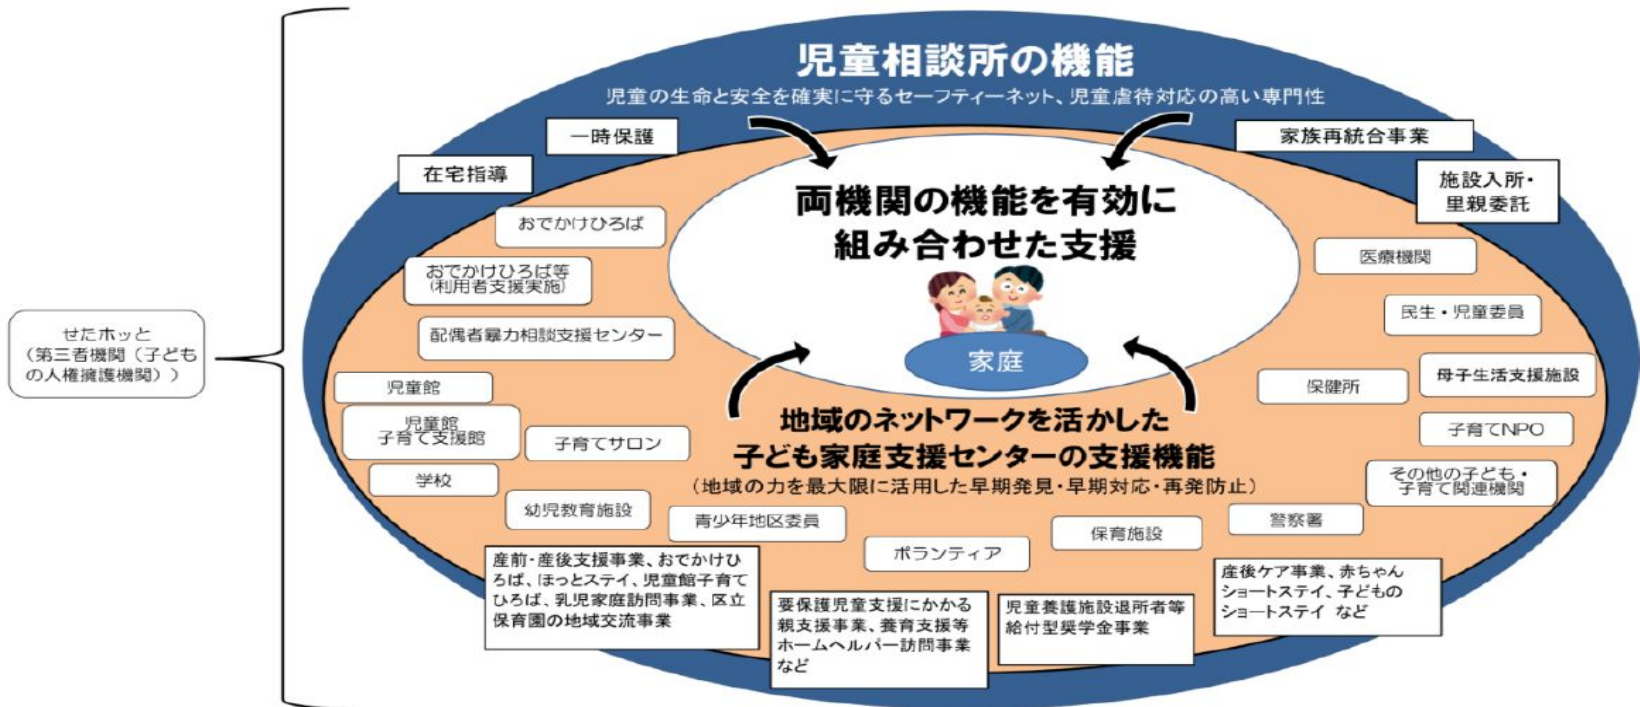 児童相談所の機能
児童の生命と安全を確実に守るセーフティーネット、児童虐待対応の高い専門性
一時保護
在宅指導
家族再統合事業
施設入所・
里親委託
両機関の機能を有効に
組み合わせた支援
家庭
おでかけひろば
おでかけひろば等
(利用者支援実施)
配偶者暴力相談支援センター
児童館
児童館
子育て支援館
子育てサロン
学校
幼児教育施設
青少年地区委員
ボランティア
保育施設
警察署
医療機関
民生・児童委員
保健所
母子生活支援施設
子育てNPO
その他の子ども・
子育て関連機関
せたホッと
(第三者機関(子ども
の人権擁護機関))
地域のネットワークを活かした
子ども家庭支援センターの支援機能
(地域の力を最大限に活用した早期発見・早期対応・再発防止)
産前・産後支援事業、おでかけひ
ろば、ほっとステイ、児童館子育て
ひろば、乳児家庭訪問事業、区立
保育園の地域交流事業
要保護児童支援にかかる
親支援事業、養育支援等
ホームヘルパー訪問事業
など
児童養護施設退所者等
給付型奨学金事業
産後ケア事業、赤ちゃん
ショートステイ、子どもの
ショートステイ など